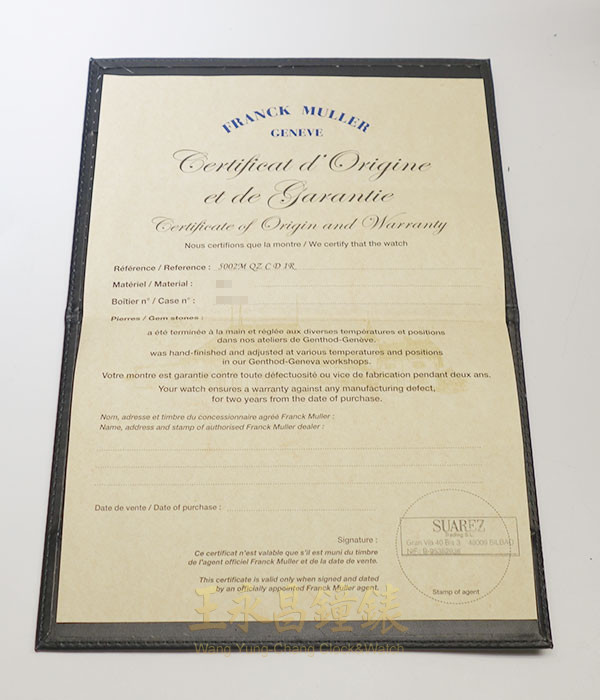 FRANCK MULLER
GENEVE
Certificat d'Origine
et de Garantie
Certificate of Origin and Warranty
Nous certifions que la montre / We certify that the watch
Référence / Reference : 5002M QZ C D 1R
Matériel / Material :
Boîtier n° / Case n° :
Pierres / Gem stones :
a été terminée à la main et réglée aux diverses températures et positions
dans nos ateliers de Genthod-Genève.
was hand-finished and adjusted at various temperatures and positions
in our Genthod-Geneva workshops.
Votre montre est garantie contre toute défectuosité ou vice de fabrication pendant deux ans.
Your watch ensures a warranty against any manufacturing defect,
for two years from the date of purchase.
Nom, adresse et timbre du concessionnaire agréé Franck Muller :
Name, address and stamp of authorised Franck Muller dealer :
Date de vente / Date of purchase :
SUAREZ
Trading S.L.
Gran Vía 40 Bis 3 48009 BILBAO
NIF:
Signature :
Ce certificat n'est valable que s'il est muni du timbre
de l'agent officiel Franck Muller et de la date de vente.
This certificate is valid only when signed and dated
by an officially appointed Franck Muller agent.
Stamp of agent
王永昌鐘錶
Wang Yung Chang Clock&Watch